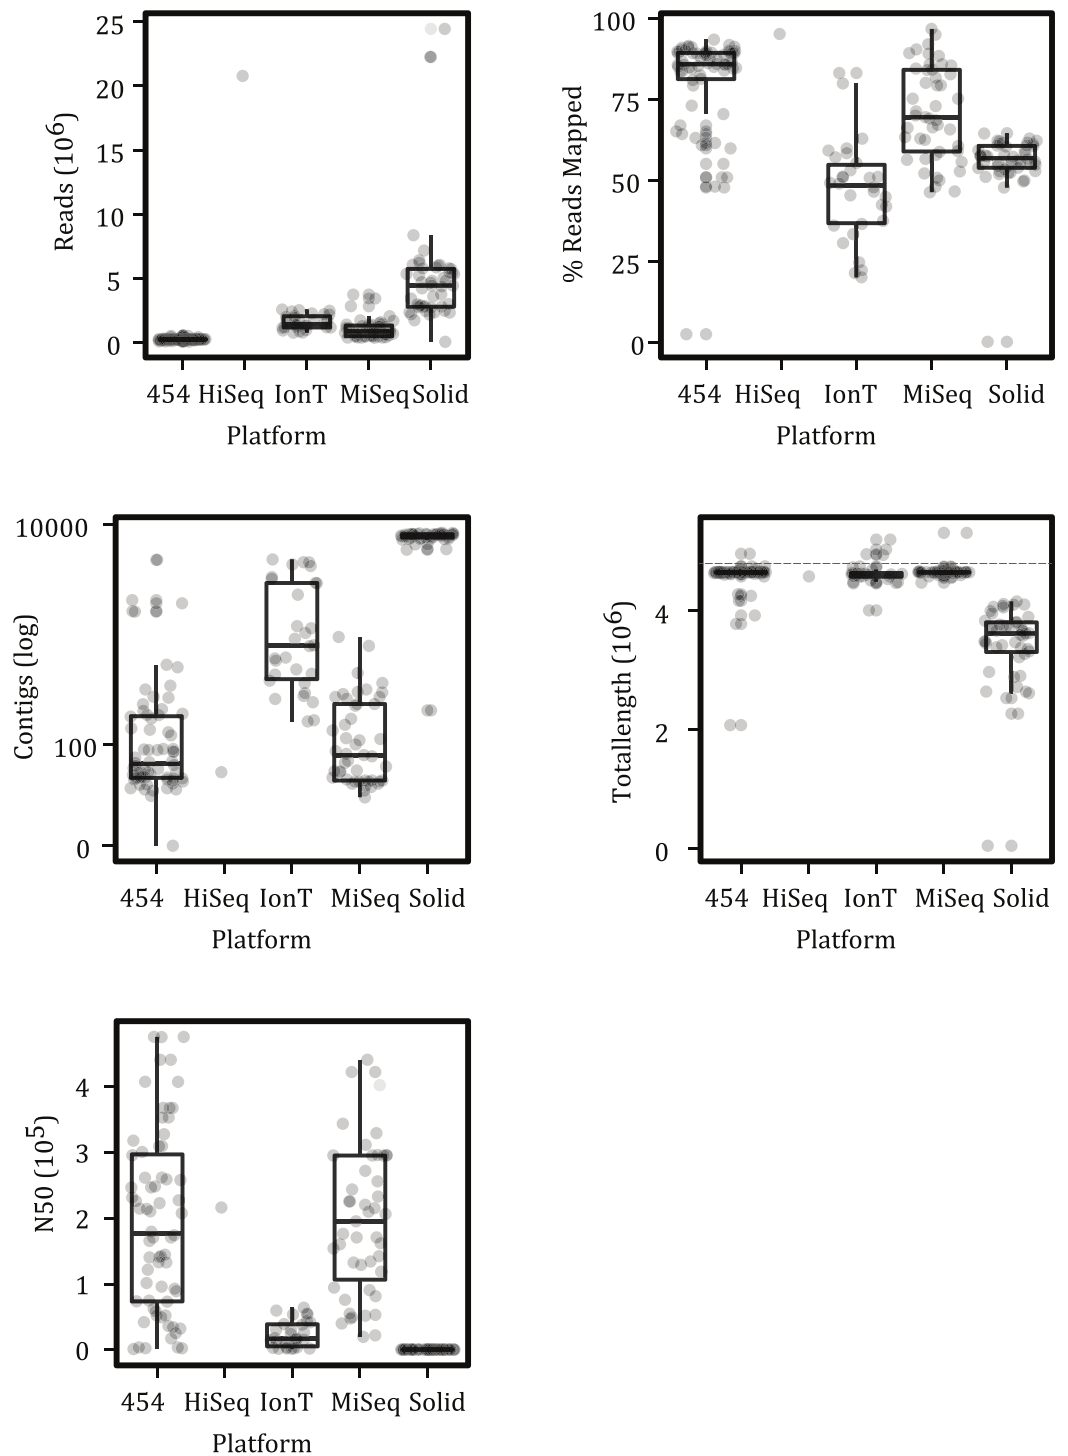 25
20
15
10
5
0
Reads (10^6)
454 HiSeq IonT MiSeq Solid
Platform
100
75
50
25
0
% Reads Mapped
454 HiSeq IonT MiSeq Solid
Platform
10000
100
0
Contigs (log)
454 HiSeq IonT MiSeq Solid
Platform
4
2
0
Totallength (10^6)
454 HiSeq IonT MiSeq Solid
Platform
4
3
2
1
0
N50 (10^5)
454 HiSeq IonT MiSeq Solid
Platform